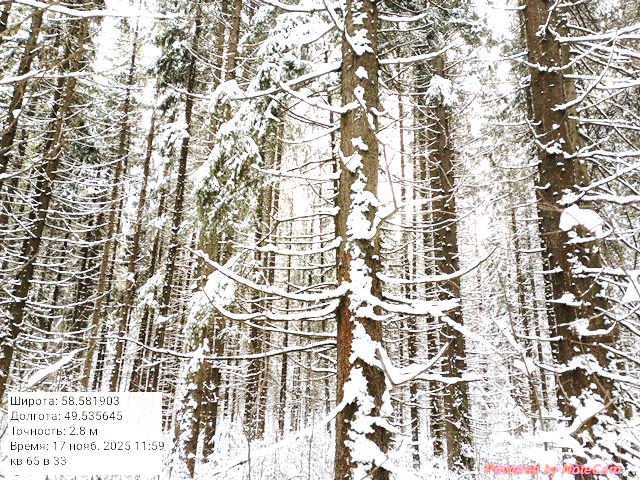 Широта: 58.581903
Долгота: 49.535645
Точность: 2.8 м
Время: 17 нояб. 2025 11:59
кв 65 в 33
Powered by NoteCam